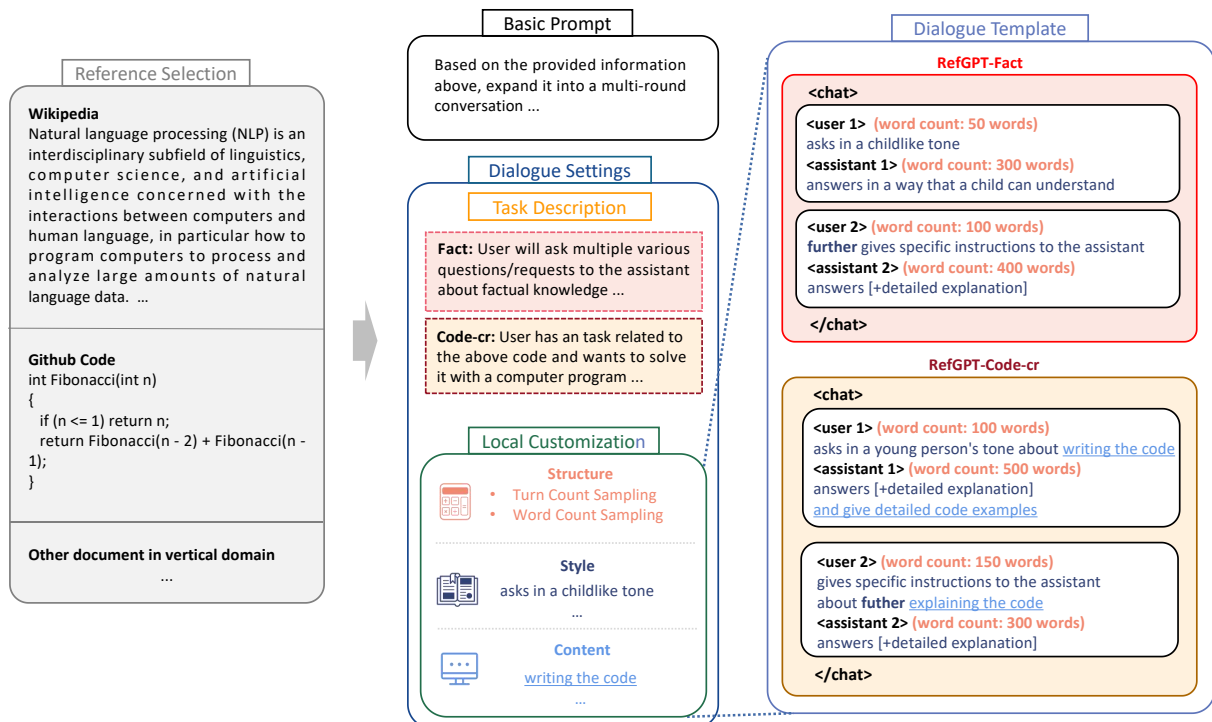 Reference Selection
Wikipedia
Natural language processing (NLP) is an
interdisciplinary subfield of linguistics,
computer science, and artificial
intelligence concerned with the
interactions between computers and
human language, in particular how to
program computers to process and
analyze large amounts of natural
language data. ...
Github Code
int Fibonacci(int n)
{
if (n <= 1) return n;
return Fibonacci(n - 2) + Fibonacci(n -
1);
}
Other document in vertical domain
...
Basic Prompt
Based on the provided information
above, expand it into a multi-round
conversation ...
Dialogue Settings
Task Description
Fact: User will ask multiple various
questions/requests to the assistant
about factual knowledge ...
Code-cr: User has an task related to
the above code and wants to solve
it with a computer program ...
Local Customization
Structure
• Turn Count Sampling
• Word Count Sampling
Style
asks in a childlike tone
...
Content
writing the code
...
Dialogue Template
RefGPT-Fact
<chat>
<user 1> (word count: 50 words)
asks in a childlike tone
<assistant 1> (word count: 300 words)
answers in a way that a child can understand
<user 2> (word count: 100 words)
further gives specific instructions to the assistant
<assistant 2> (word count: 400 words)
answers [+detailed explanation]
</chat>
RefGPT-Code-cr
<chat>
<user 1> (word count: 100 words)
asks in a young person's tone about writing the code
<assistant 1> (word count: 500 words)
answers [+detailed explanation]
and give detailed code examples
<user 2> (word count: 150 words)
gives specific instructions to the assistant
about futher explaining the code
<assistant 2> (word count: 300 words)
answers [+detailed explanation]
</chat>